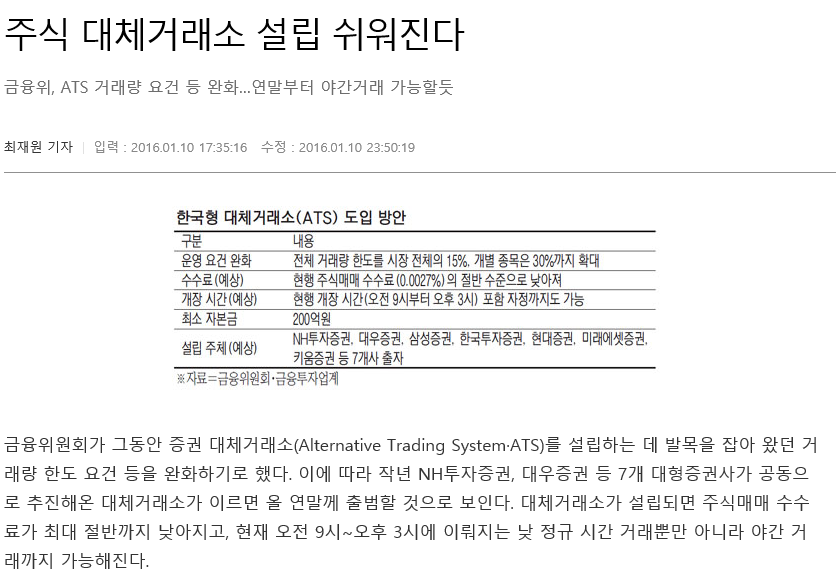 주식 대체거래소 설립 쉬워진다
금융위, ATS 거래량 요건 등 완화...연말부터 야간거래 가능할듯
최재원 기자 | 입력 : 2016.01.10 17:35:16 수정 : 2016.01.10 23:50:19
한국형 대체거래소(ATS) 도입 방안
구분 내용
운영 요건 완화 전체 거래량 한도를 시장 전체의 15%, 개별 종목은 30%까지 확대
수수료(예상) 현행 주식매매 수수료(0.0027%)의 절반 수준으로 낮아져
개장 시간(예상) 현행 개장 시간(오전 9시부터 오후 3시) 포함 자정까지도 가능
최소 자본금 200억원
설립 주체(예상) NH투자증권, 대우증권, 삼성증권, 한국투자증권, 현대증권, 미래에셋증권,
키움증권 등 7개사 출자
※자료=금융위원회·금융투자업계
금융위원회가 그동안 증권 대체거래소(Alternative Trading System·ATS)를 설립하는 데 발목을 잡아 왔던 거
래량 한도 요건 등을 완화하기로 했다. 이에 따라 작년 NH투자증권, 대우증권 등 7개 대형증권사가 공동으
로 추진해온 대체거래소가 이르면 올 연말께 출범할 것으로 보인다. 대체거래소가 설립되면 주식매매 수수
료가 최대 절반까지 낮아지고, 현재 오전 9시~오후 3시에 이뤄지는 낮 정규 시간 거래뿐만 아니라 야간 거
래까지 가능해진다.